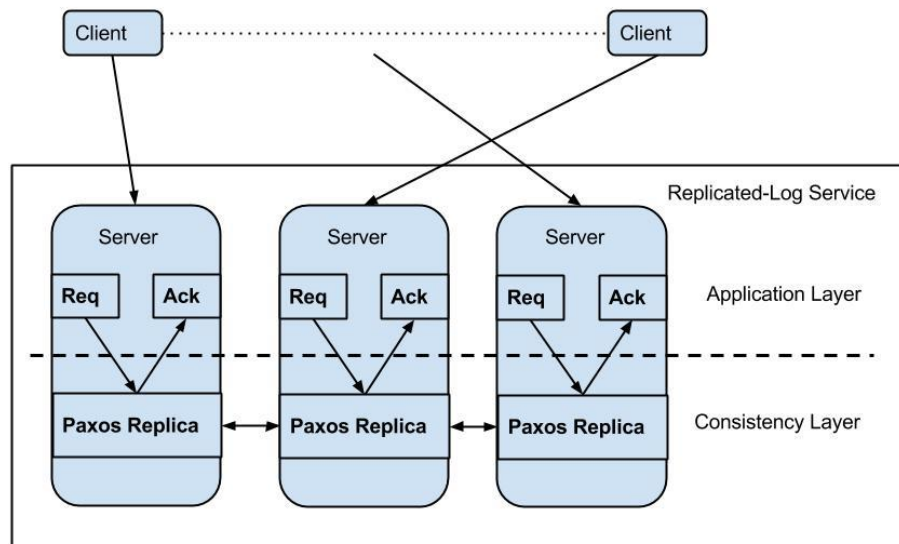 Client
Client
Replicated-Log Service
Server
Server
Server
Req
Ack
Req
Ack
Req
Ack
Application Layer
Paxos Replica
Paxos Replica
Paxos Replica
Consistency Layer